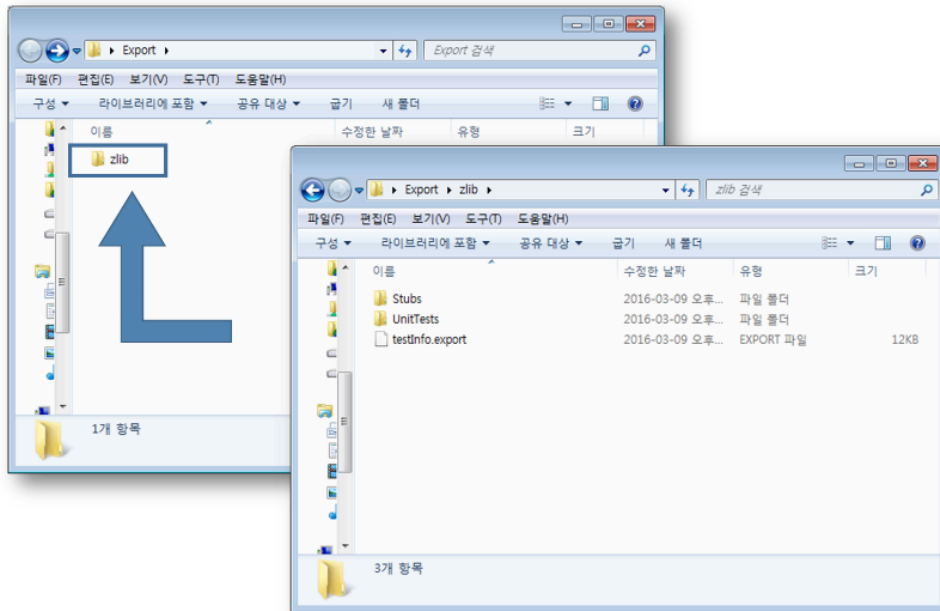 Export
Export 검색
파일(F) 편집(E) 보기(V) 도구(T) 도움말(H)
구성 라이브러리에 포함 공유 대상 굽기 새 폴더
이름 수정한 날짜 유형 크기
zlib
1개 항목
Export zlib
zlib 검색
파일(F) 편집(E) 보기(V) 도구(T) 도움말(H)
구성 라이브러리에 포함 공유 대상 굽기 새 폴더
이름 수정한 날짜 유형 크기
Stubs 2016-03-09 오후... 파일 폴더
UnitTests 2016-03-09 오후... 파일 폴더
testInfo.export 2016-03-09 오후... EXPORT 파일 12KB
3개 항목